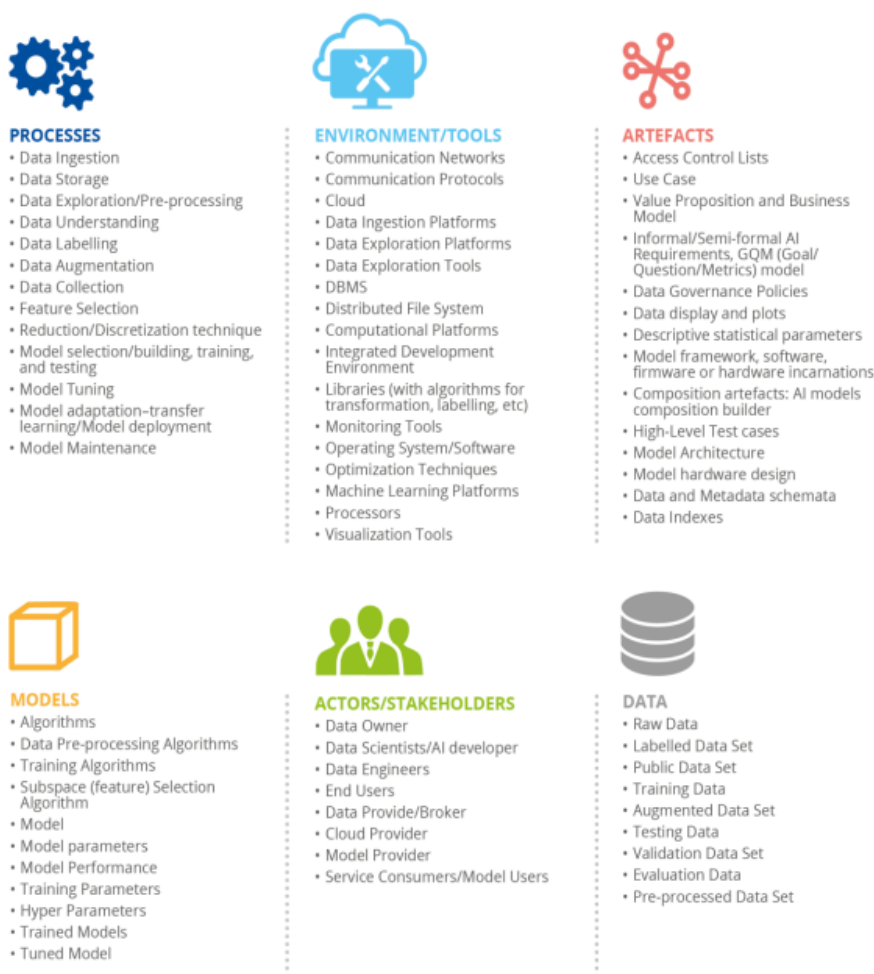 PROCESSES
• Data Ingestion
• Data Storage
• Data Exploration/Pre-processing
• Data Understanding
• Data Labelling
• Data Augmentation
• Data Collection
• Feature Selection
• Reduction/Discretization technique
• Model selection/building, training,
and testing
• Model Tuning
• Model adaptation–transfer
learning/Model deployment
• Model Maintenance
ENVIRONMENT/TOOLS
• Communication Networks
• Communication Protocols
• Cloud
• Data Ingestion Platforms
• Data Exploration Platforms
• Data Exploration Tools
• DBMS
• Distributed File System
• Computational Platforms
• Integrated Development
Environment
• Libraries (with algorithms for
transformation, labelling, etc)
• Monitoring Tools
• Operating System/Software
• Optimization Techniques
• Machine Learning Platforms
• Processors
• Visualization Tools
ARTEFACTS
• Access Control Lists
• Use Case
• Value Proposition and Business
Model
• Informal/Semi-formal AI
Requirements, GQM (Goal/
Question/Metrics) model
• Data Governance Policies
• Data display and plots
• Descriptive statistical parameters
• Model framework, software,
firmware or hardware incarnations
• Composition artefacts: AI models
composition builder
• High-Level Test cases
• Model Architecture
• Model hardware design
• Data and Metadata schemata
• Data Indexes
MODELS
• Algorithms
• Data Pre-processing Algorithms
• Training Algorithms
• Subspace (feature) Selection
Algorithm
• Model
• Model parameters
• Model Performance
• Training Parameters
• Hyper Parameters
• Trained Models
• Tuned Model
ACTORS/STAKEHOLDERS
• Data Owner
• Data Scientists/AI developer
• Data Engineers
• End Users
• Data Provide/Broker
• Cloud Provider
• Model Provider
• Service Consumers/Model Users
DATA
• Raw Data
• Labelled Data Set
• Public Data Set
• Training Data
• Augmented Data Set
• Testing Data
• Validation Data Set
• Evaluation Data
• Pre-processed Data Set